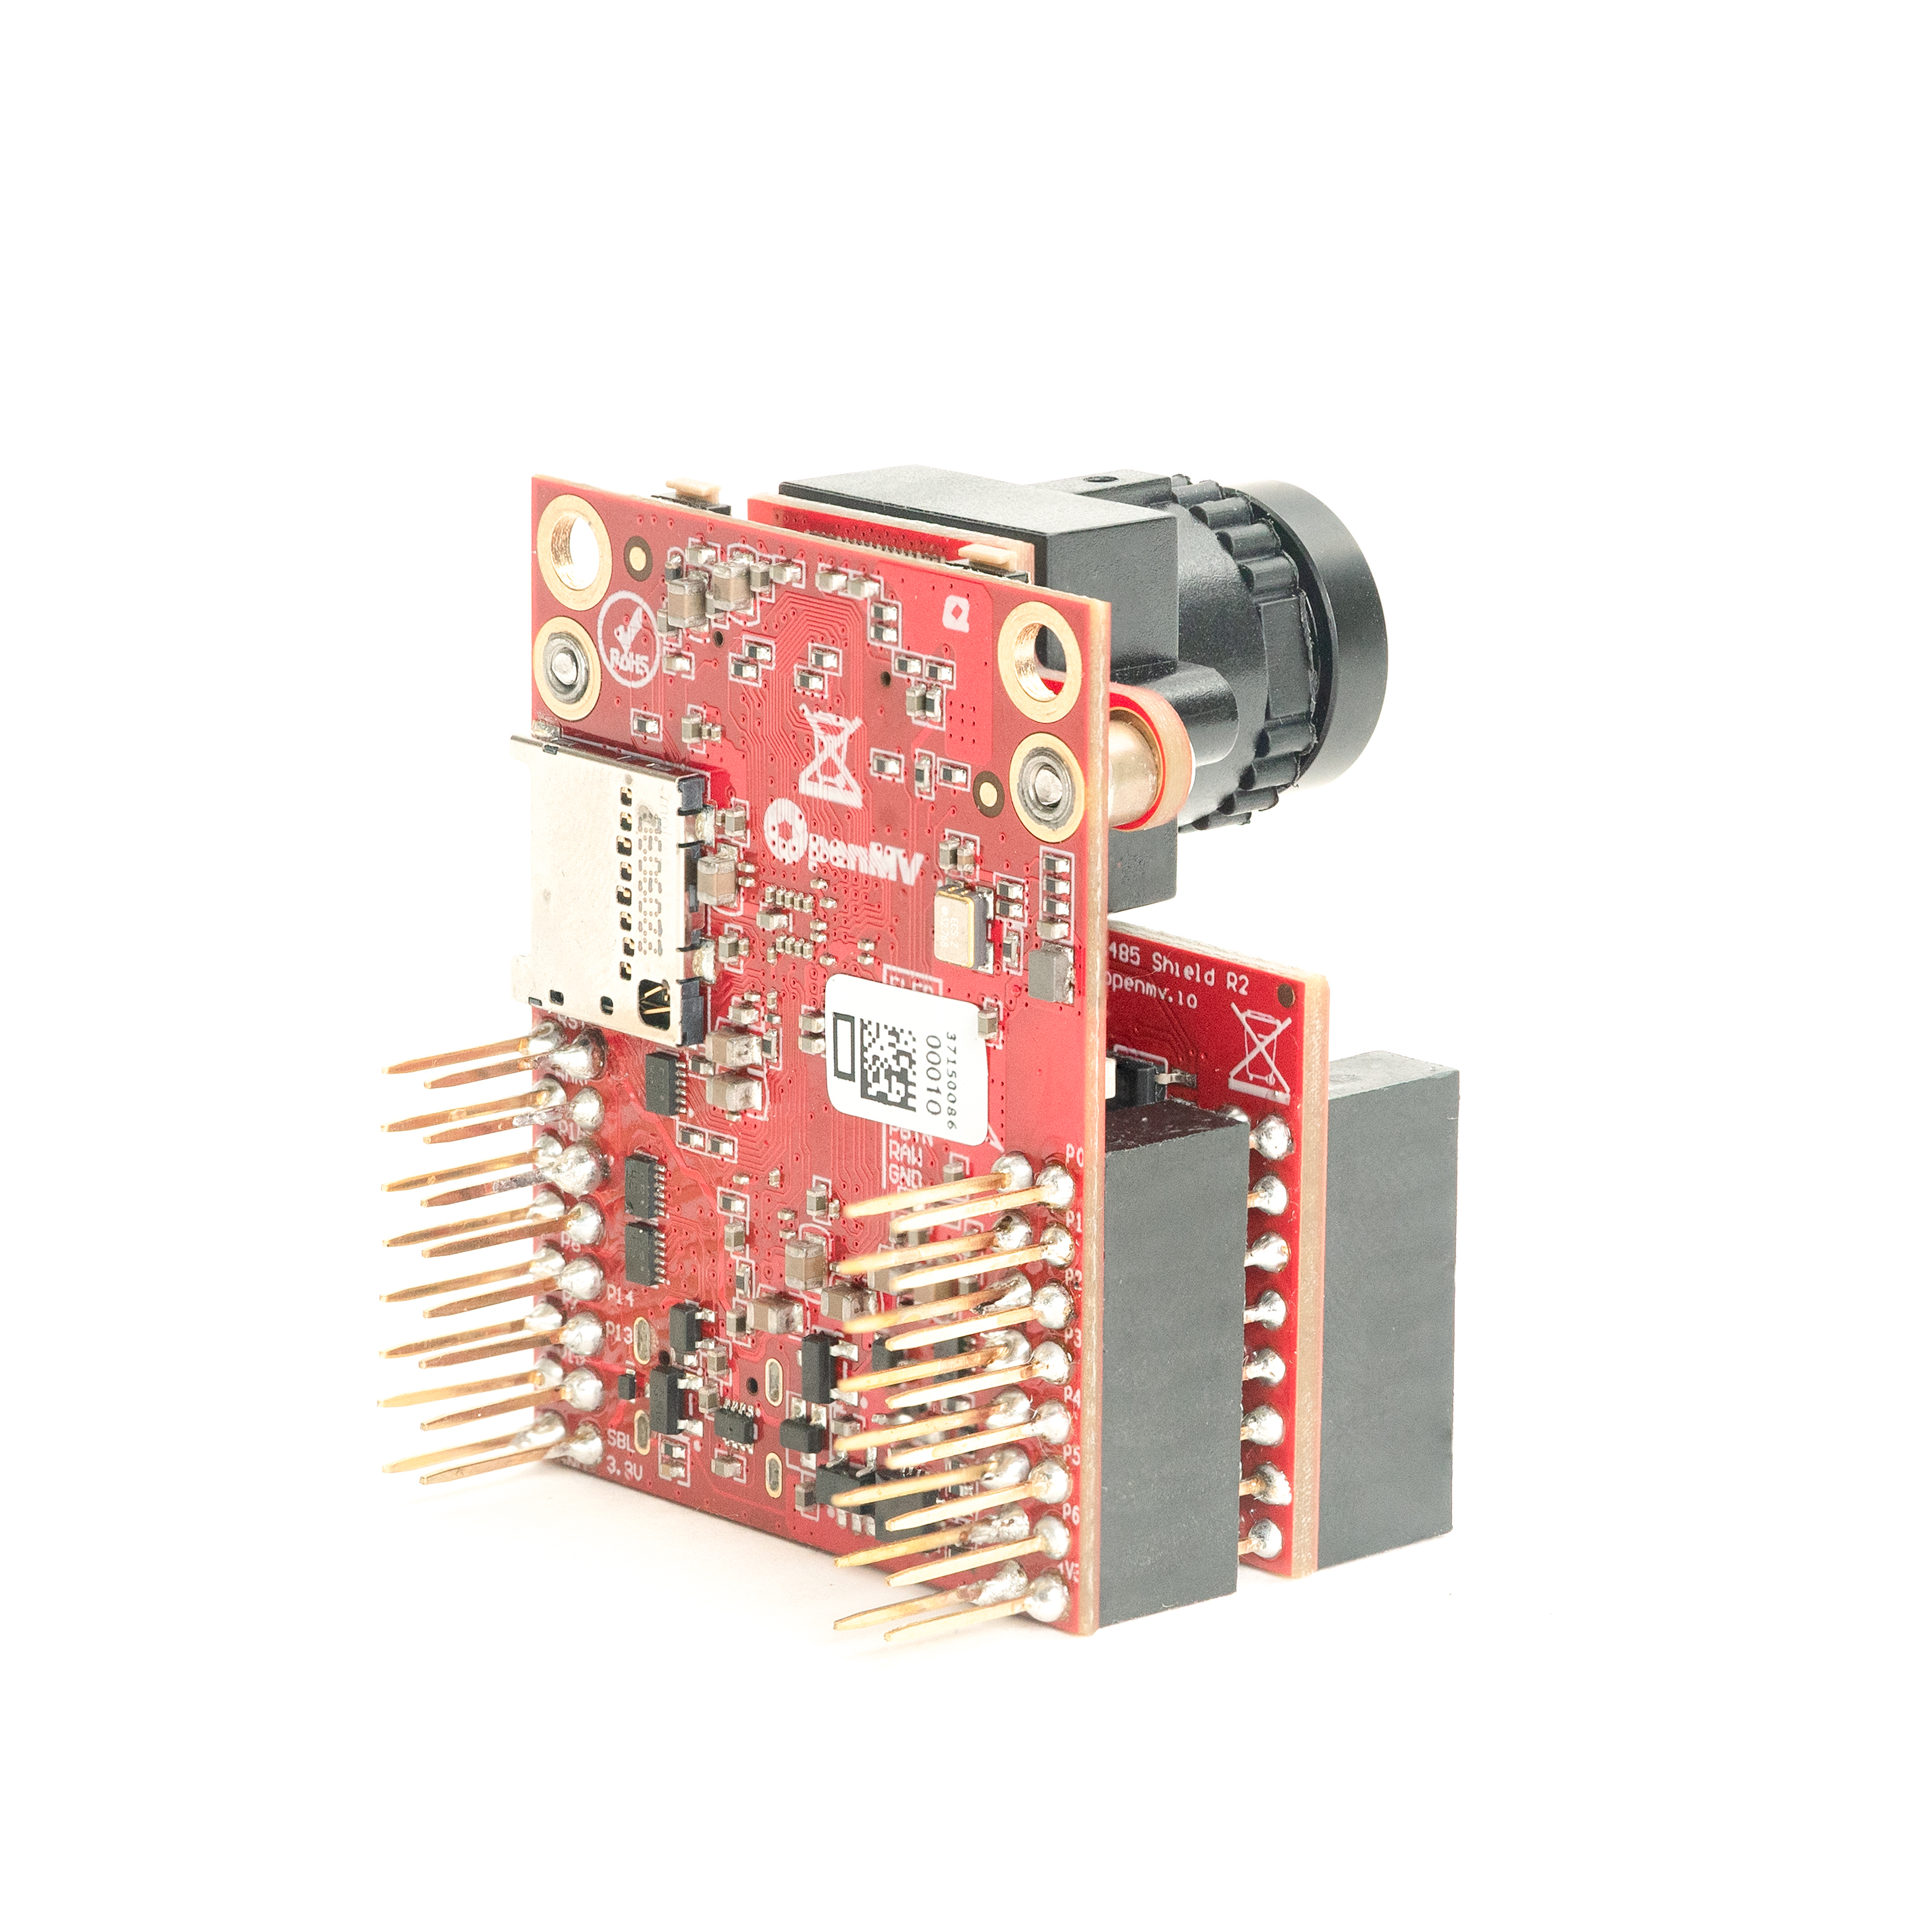 RoHS
OpenMV
37150086
00010
RAW
GND
P0
P1
P2
P3
P4
P5
P6
P14
P13
SBL
3.3V
485 Shield R2
openmv.io